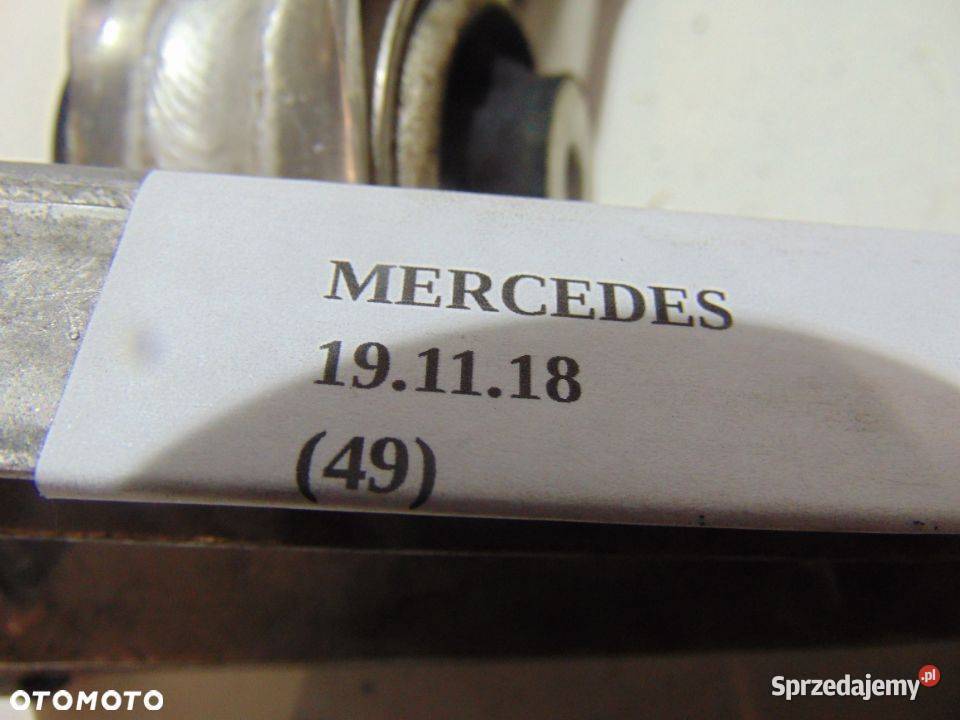 MERCEDES
19.11.18
(49)
OTOMOTO
Sprzedajemy.pl